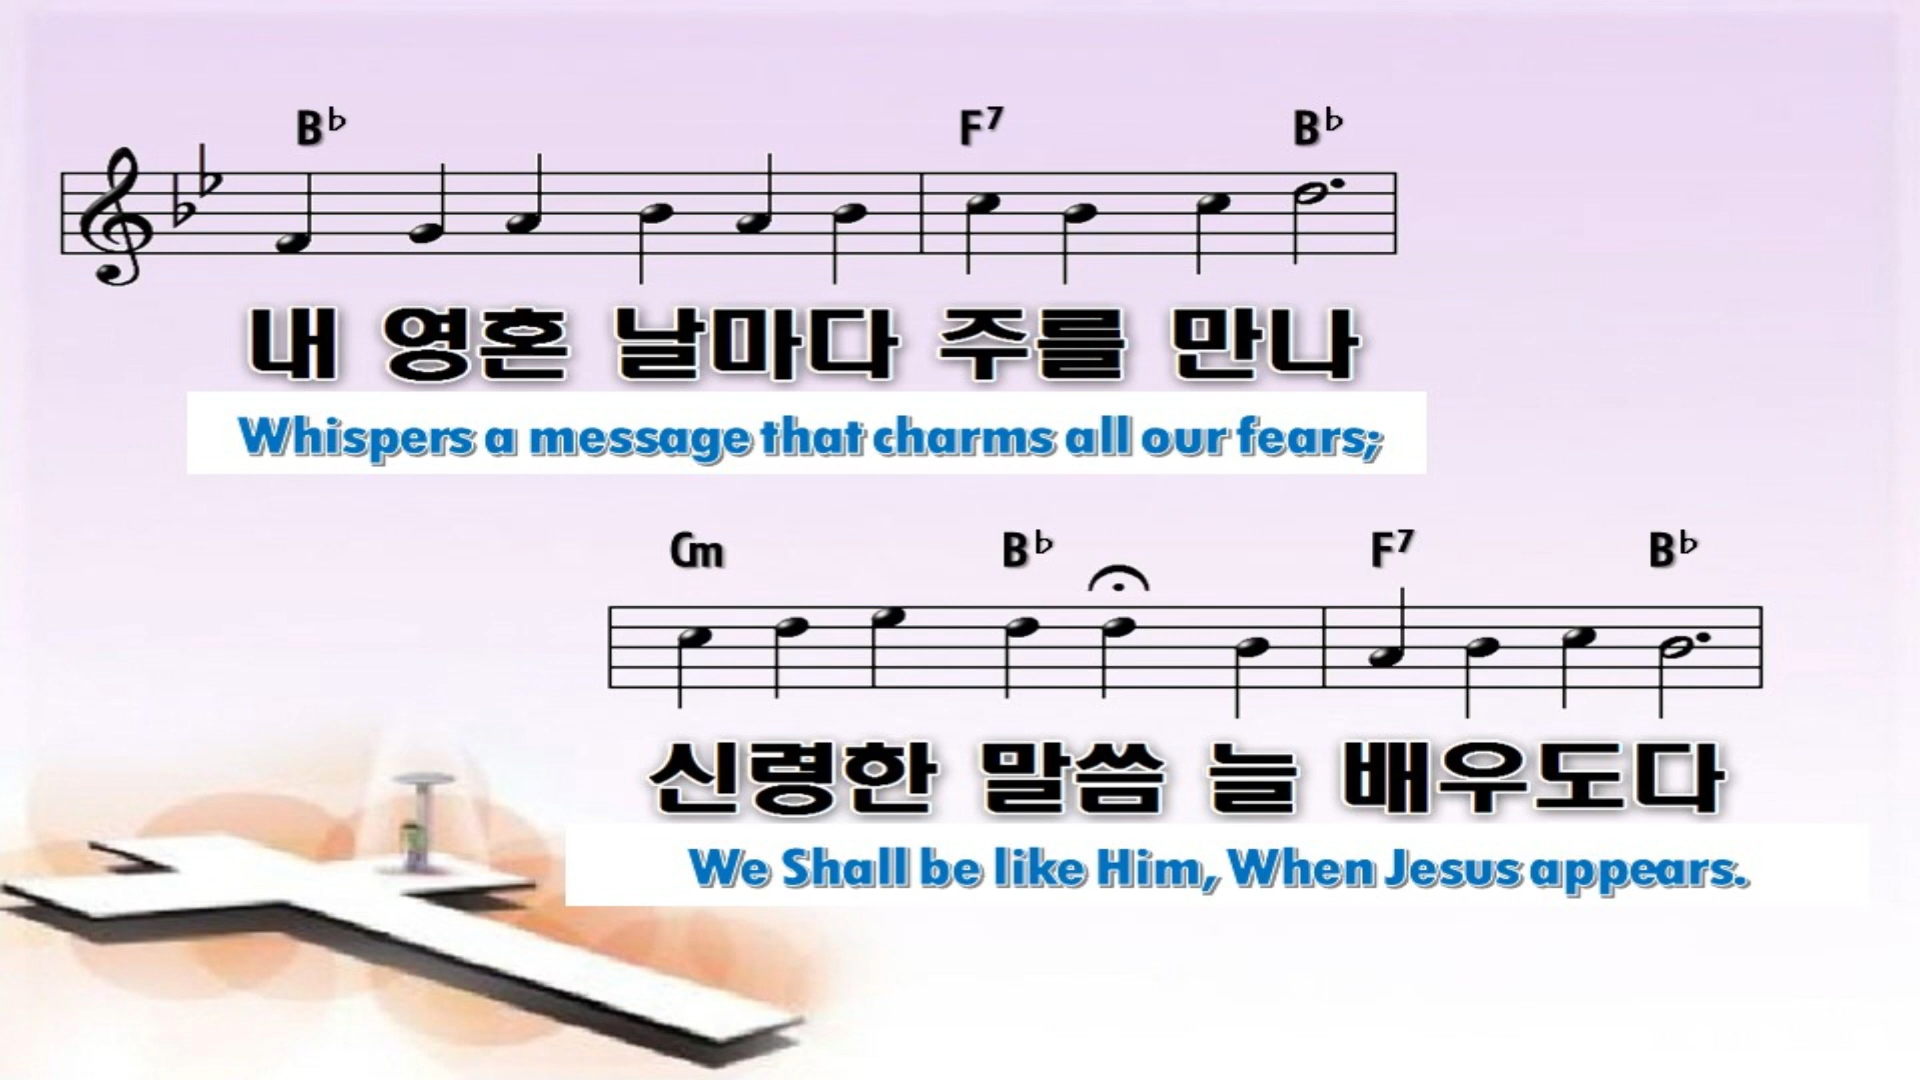 B♭ F7 B♭
내 영혼 날마다 주를 만나
Whispers a message that charms all our fears;
Cm B♭ F7 B♭
신령한 말씀 늘 배우도다
We Shall be like Him, When Jesus appears.